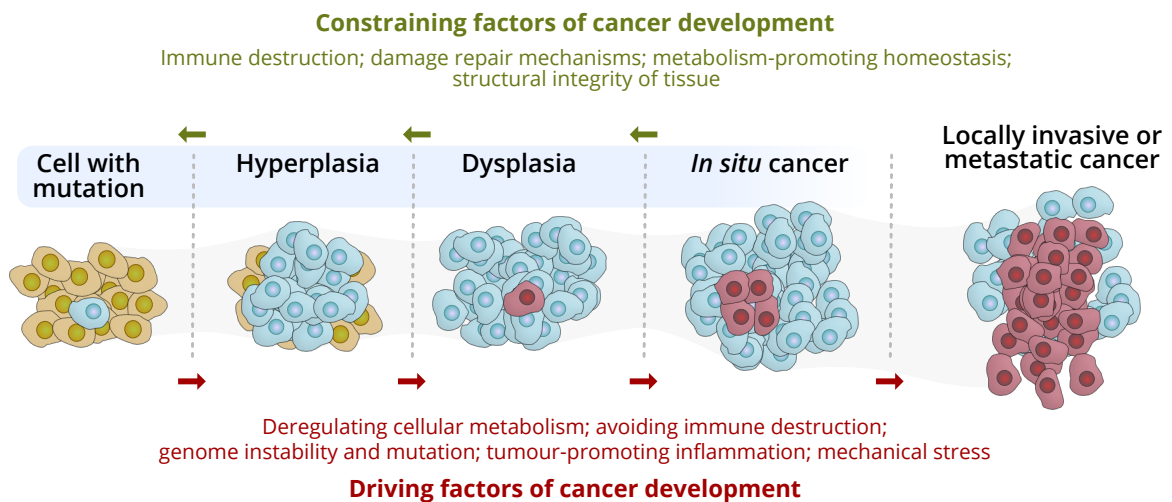 Constraining factors of cancer development
Immune destruction; damage repair mechanisms; metabolism-promoting homeostasis;
structural integrity of tissue
Cell with
mutation
Hyperplasia
Dysplasia
In situ cancer
Locally invasive or
metastatic cancer
Deregulating cellular metabolism; avoiding immune destruction;
genome instability and mutation; tumour-promoting inflammation; mechanical stress
Driving factors of cancer development